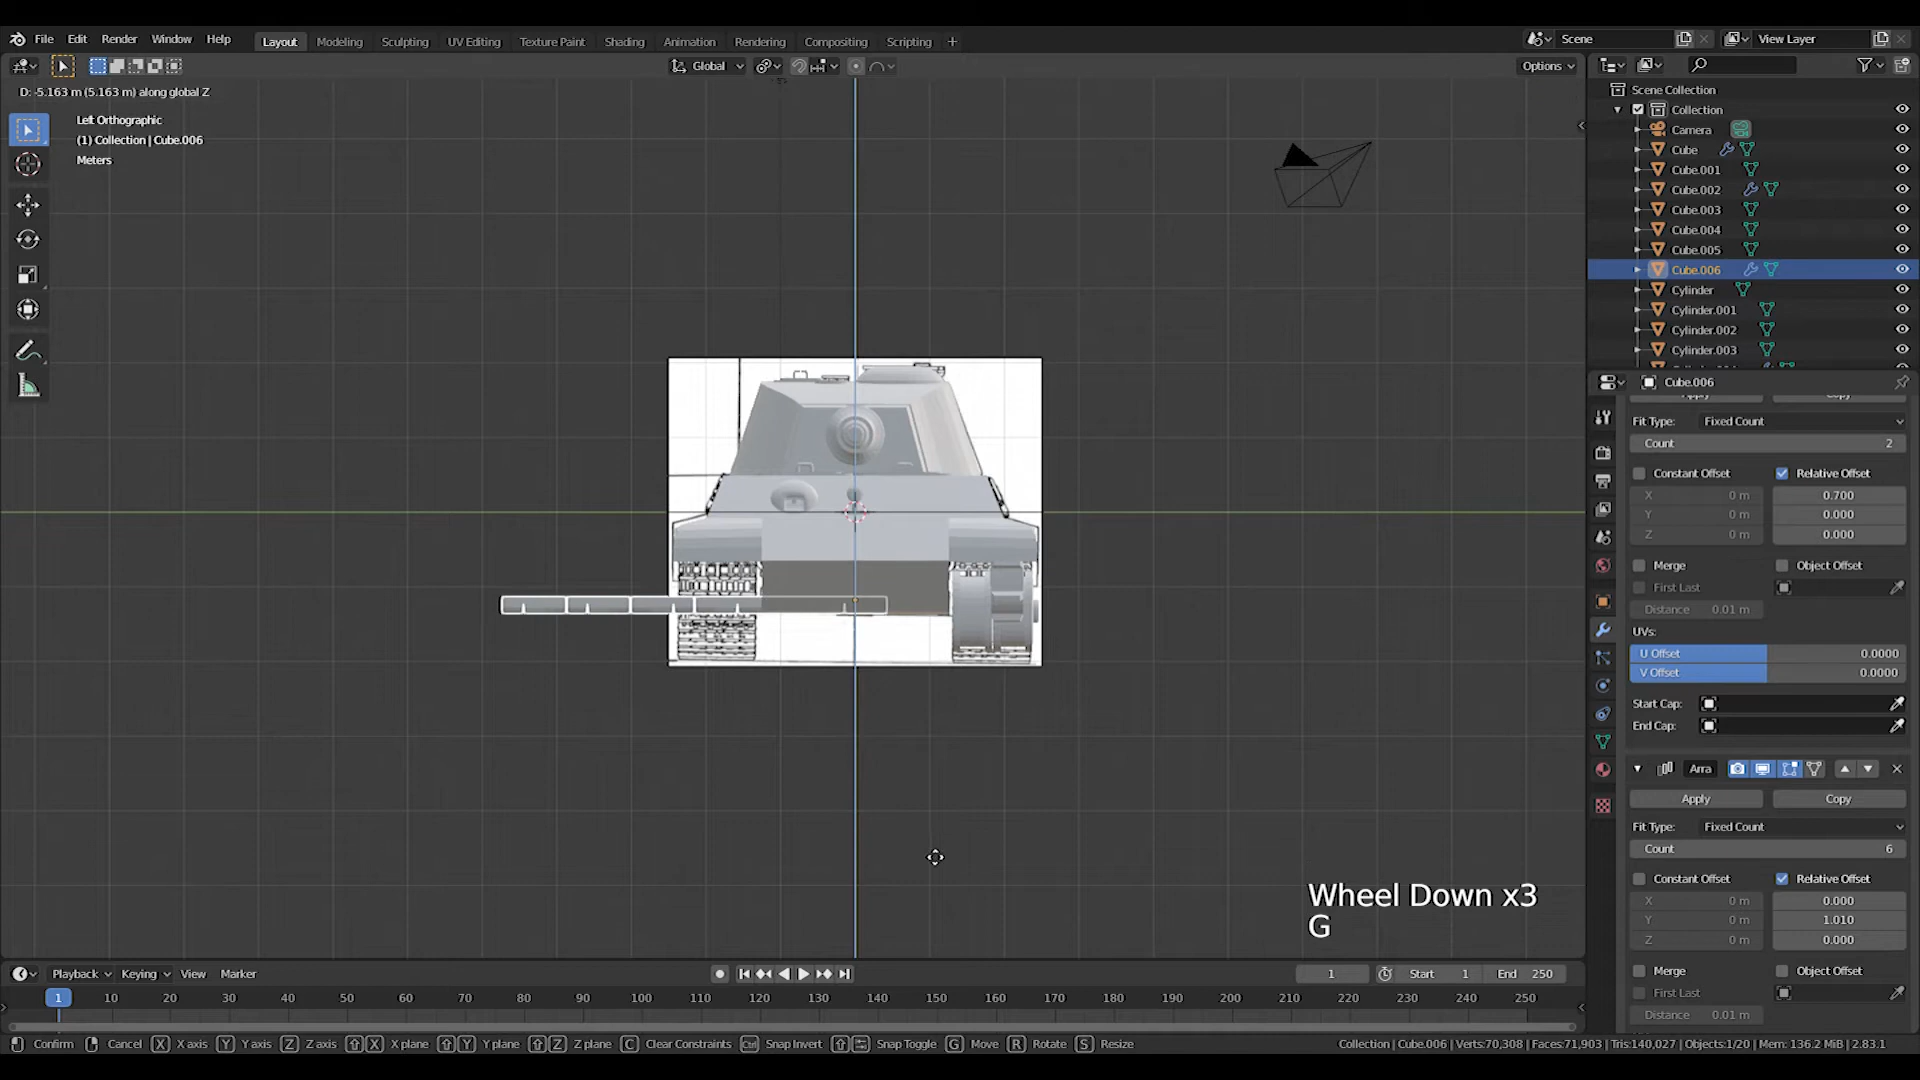 File Edit Render Window Help Layout Modeling Sculpting UV Editing Texture Paint Shading Animation Rendering Compositing Scripting + Scene View Layer
Global Options
D: -5.163 m (5.163 m) along global Z
Left Orthographic
(1) Collection | Cube.006
Meters
Scene Collection
Collection
Camera
Cube
Cube.001
Cube.002
Cube.003
Cube.004
Cube.005
Cube.006
Cylinder
Cylinder.001
Cylinder.002
Cylinder.003
Cube.006
Apply Copy
Fit Type: Fixed Count
Count 2
Constant Offset Relative Offset
X 0 m 0.700
Y 0 m 0.000
Z 0 m 0.000
Merge Object Offset
First Last
Distance 0.01 m
UVs:
U Offset 0.0000
V Offset 0.0000
Start Cap:
End Cap:
Arra
Apply Copy
Fit Type: Fixed Count
Count 6
Constant Offset Relative Offset
X 0 m 0.000
Y 0 m 1.010
Z 0 m 0.000
Merge Object Offset
First Last
Distance 0.01 m
Wheel Down x3
G
Playback Keying View Marker 1 Start 1 End 250
1 10 20 30 40 50 60 70 80 90 100 110 120 130 140 150 160 170 180 190 200 210 220 230 240 250
Confirm Cancel X X axis Y Y axis Z Z axis X X plane Y Y plane Z Z plane C Clear Constraints Ctrl Snap Invert Snap Toggle G Move R Rotate S Resize Collection | Cube.006 | Verts:70,308 | Faces:71,903 | Tris:140,027 | Objects:1/20 | Mem: 136.2 MiB | 2.83.1